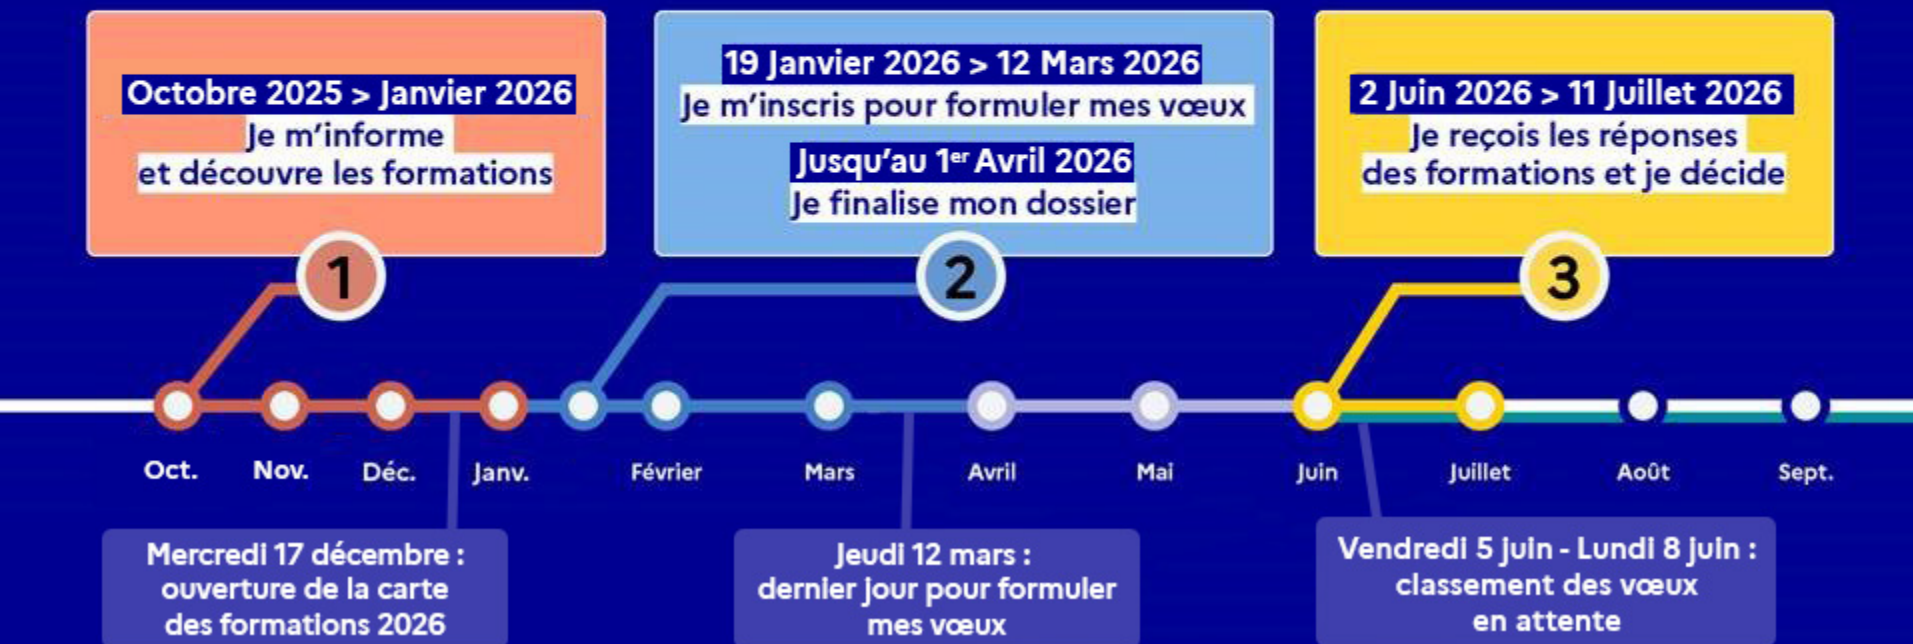 Octobre 2025 > Janvier 2026
Je m’informe
et découvre les formations
1
19 Janvier 2026 > 12 Mars 2026
Je m’inscris pour formuler mes vœux
Jusqu’au 1er Avril 2026
Je finalise mon dossier
2
2 Juin 2026 > 11 Juillet 2026
Je reçois les réponses
des formations et je décide
3
Oct.
Nov.
Déc.
Janv.
Février
Mars
Avril
Mai
Juin
Juillet
Août
Sept.
Mercredi 17 décembre :
ouverture de la carte
des formations 2026
Jeudi 12 mars :
dernier jour pour formuler
mes vœux
Vendredi 5 juin - Lundi 8 juin :
classement des vœux
en attente